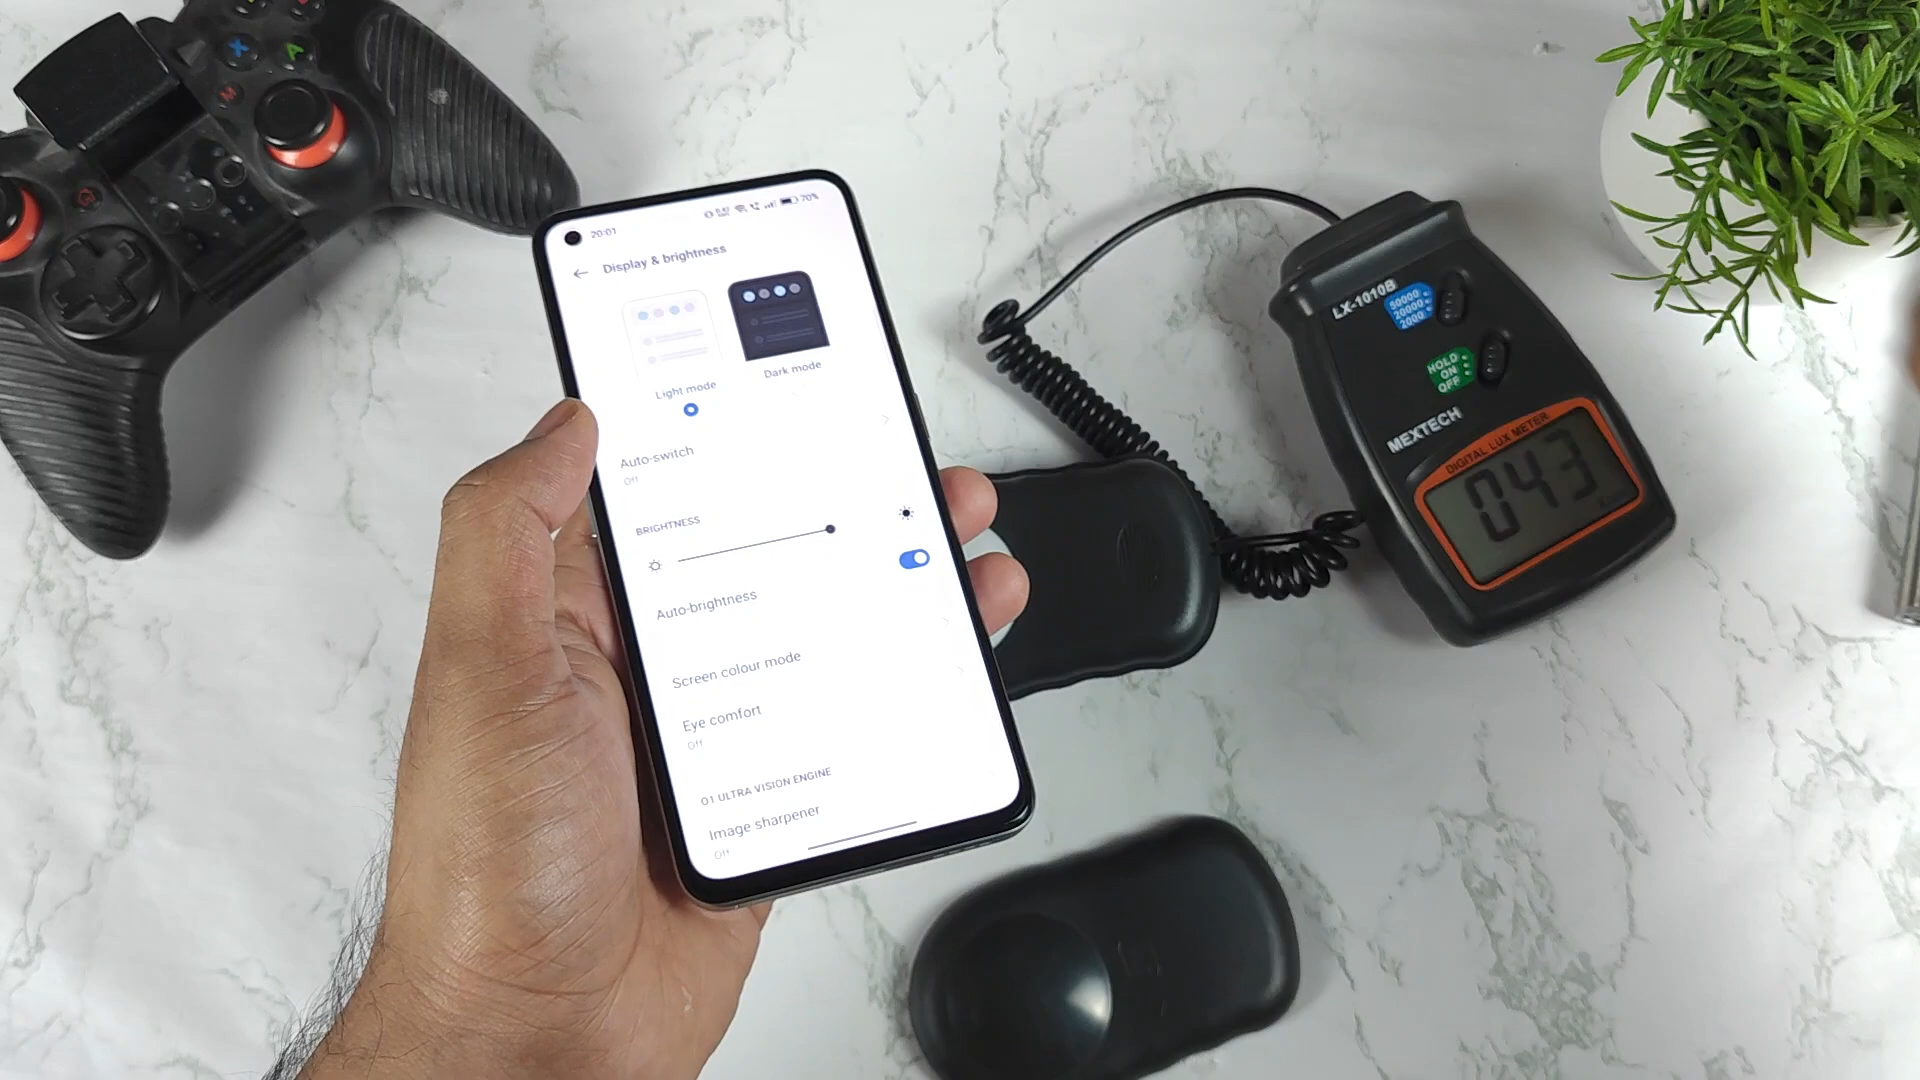 X
A
M
20:01
70%
Display & brightness
Light mode
Dark mode
Auto-switch
Off
BRIGHTNESS
Auto-brightness
Screen colour mode
Eye comfort
Off
O1 ULTRA VISION ENGINE
Image sharpener
Off
LX-1010B
50000
20000
2000
HOLD
ON
OFF
MEXTECH
DIGITAL LUX METER
043